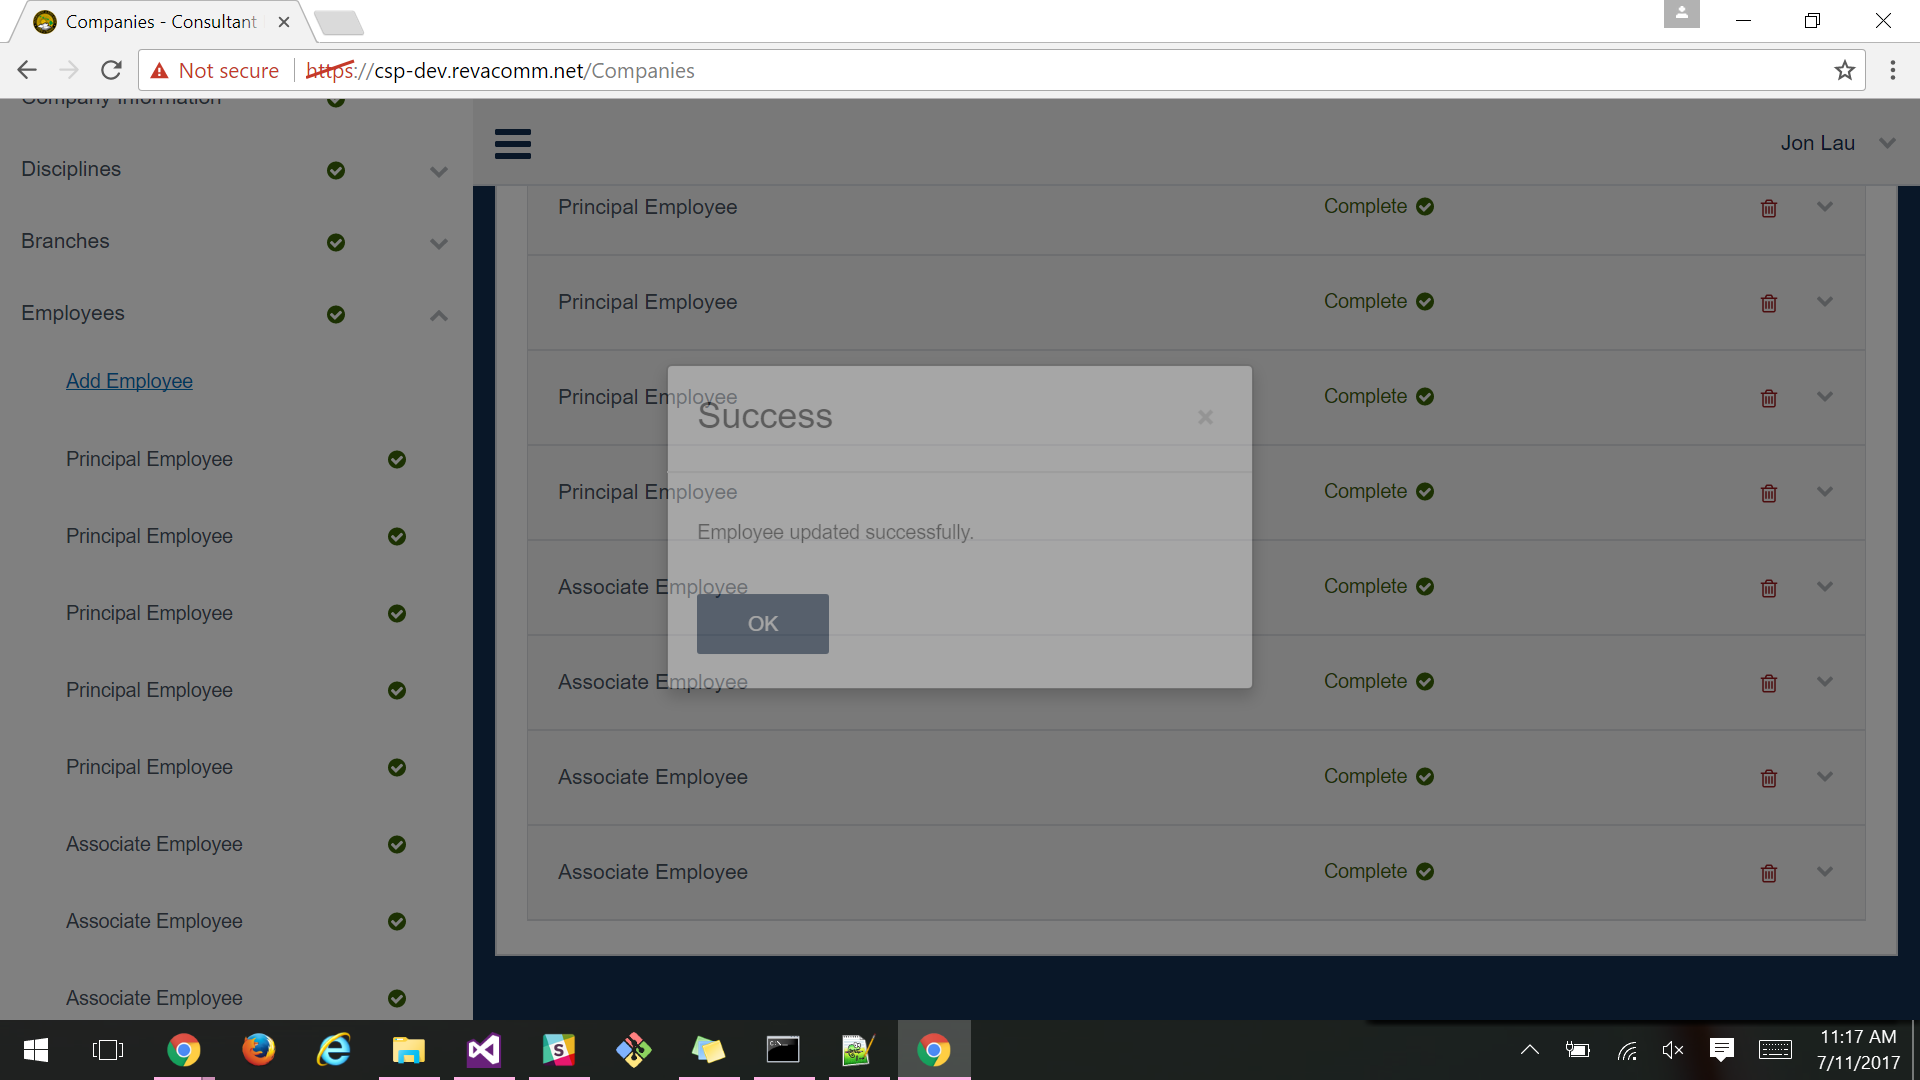 Companies - Consultant
Not secure
https://csp-dev.revacomm.net/Companies
Company Information
Disciplines
Branches
Employees
Add Employee
Principal Employee
Principal Employee
Principal Employee
Principal Employee
Principal Employee
Associate Employee
Associate Employee
Associate Employee
Jon Lau
Principal Employee Complete
Principal Employee Complete
Principal Employee Complete
Principal Employee Complete
Associate Employee Complete
Associate Employee Complete
Associate Employee Complete
Associate Employee Complete
Success
×
Employee updated successfully.
OK
11:17 AM
7/11/2017